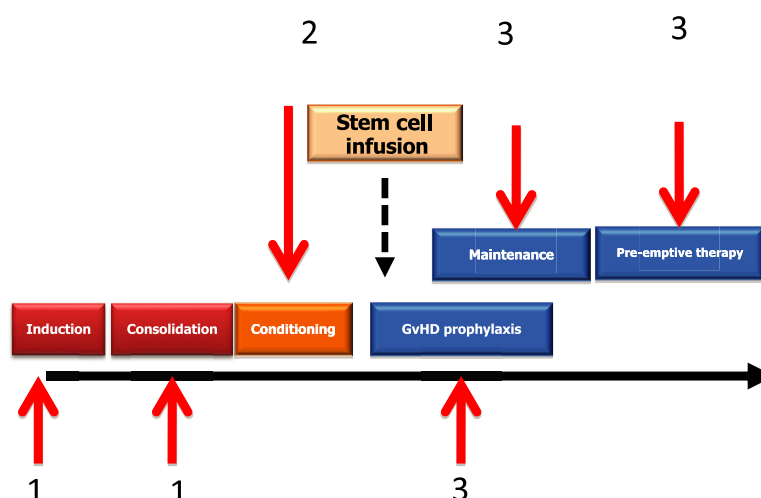 2
3
3
Stem cell
infusion
Maintenance
Pre-emptive therapy
Induction
Consolidation
Conditioning
GvHD prophylaxis
1
1
3